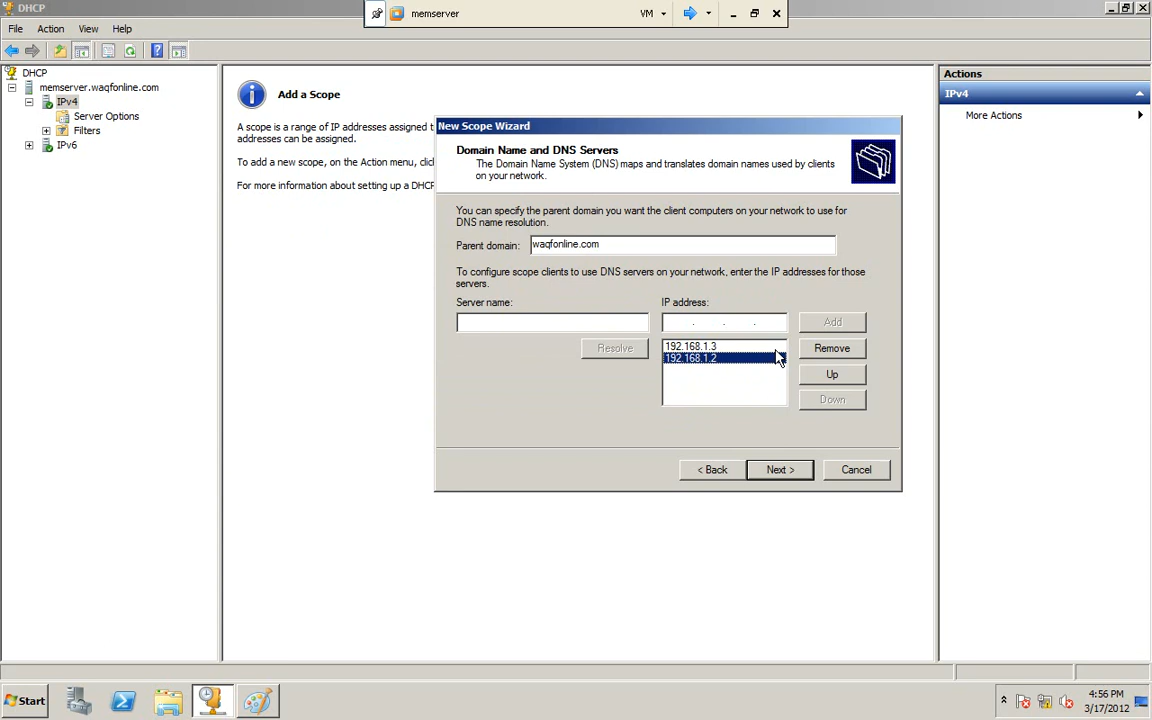 DHCP
memserver
VM
File Action View Help
DHCP
memserver.waqfonline.com
IPv4
Server Options
Filters
IPv6
Add a Scope
A scope is a range of IP addresses assigned t
addresses can be assigned.
To add a new scope, on the Action menu, clic
For more information about setting up a DHCP
New Scope Wizard
Domain Name and DNS Servers
The Domain Name System (DNS) maps and translates domain names used by clients
on your network.
You can specify the parent domain you want the client computers on your network to use for
DNS name resolution.
Parent domain: waqfonline.com
To configure scope clients to use DNS servers on your network, enter the IP addresses for those
servers.
Server name: IP address:
. . . Add
Resolve
192.168.1.3
192.168.1.2
Remove
Up
Down
< Back Next > Cancel
Actions
IPv4
More Actions
Start
4:56 PM
3/17/2012